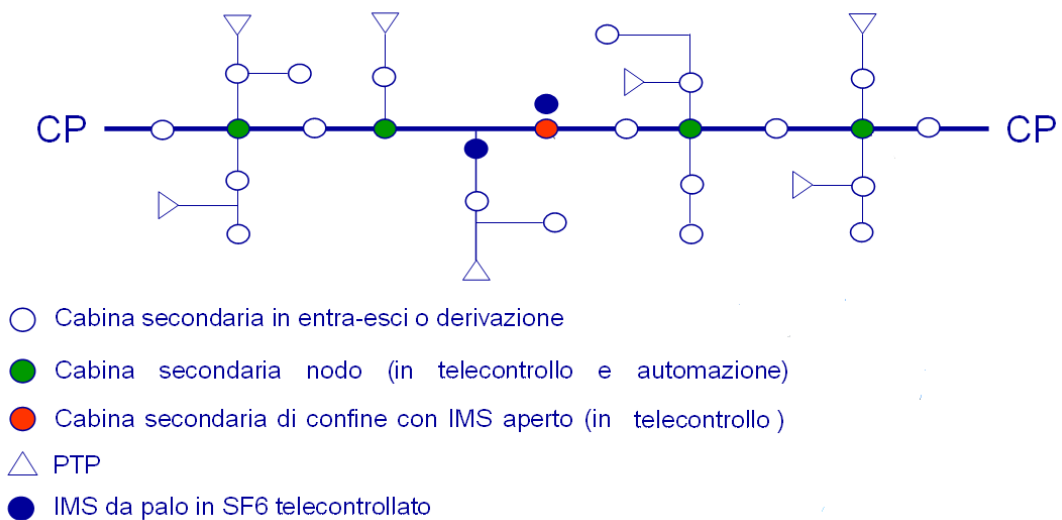 CP
CP
Cabina secondaria in entra-esci o derivazione
Cabina secondaria nodo (in telecontrollo e automazione)
Cabina secondaria di confine con IMS aperto (in telecontrollo )
PTP
IMS da palo in SF6 telecontrollato